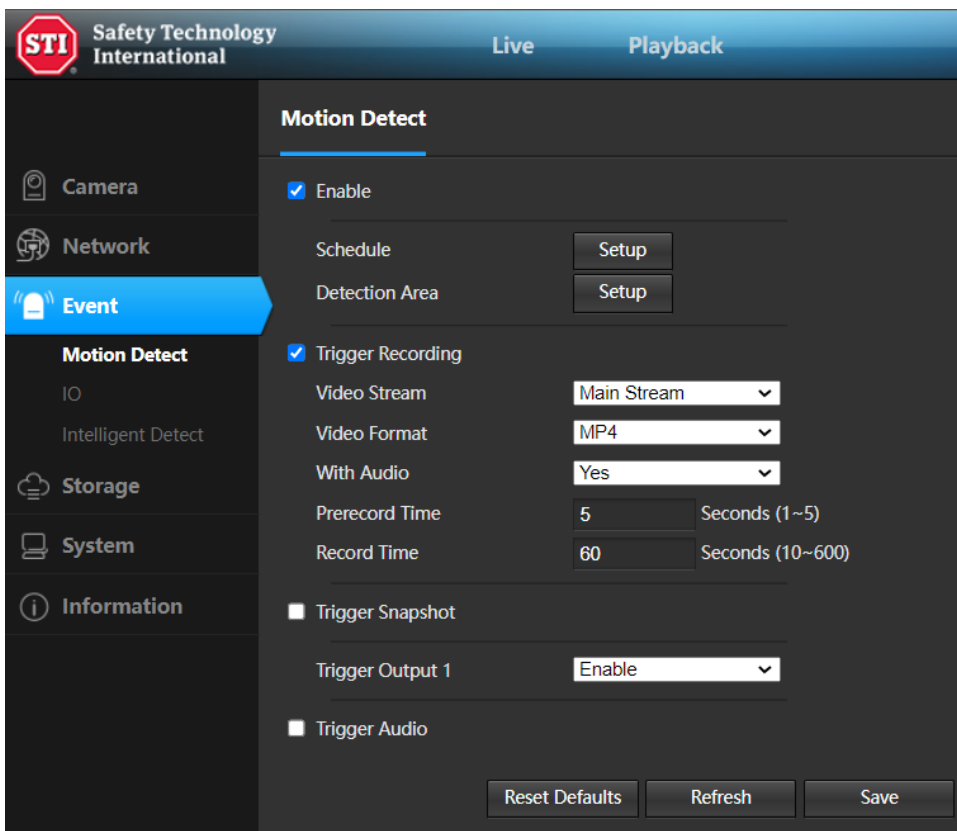 STI
Safety Technology
International
Live Playback
Motion Detect
Camera
Network
Event
Motion Detect
IO
Intelligent Detect
Storage
System
Information
Enable
Schedule Setup
Detection Area Setup
Trigger Recording
Video Stream Main Stream
Video Format MP4
With Audio Yes
Prerecord Time 5 Seconds (1~5)
Record Time 60 Seconds (10~600)
Trigger Snapshot
Trigger Output 1 Enable
Trigger Audio
Reset Defaults Refresh Save